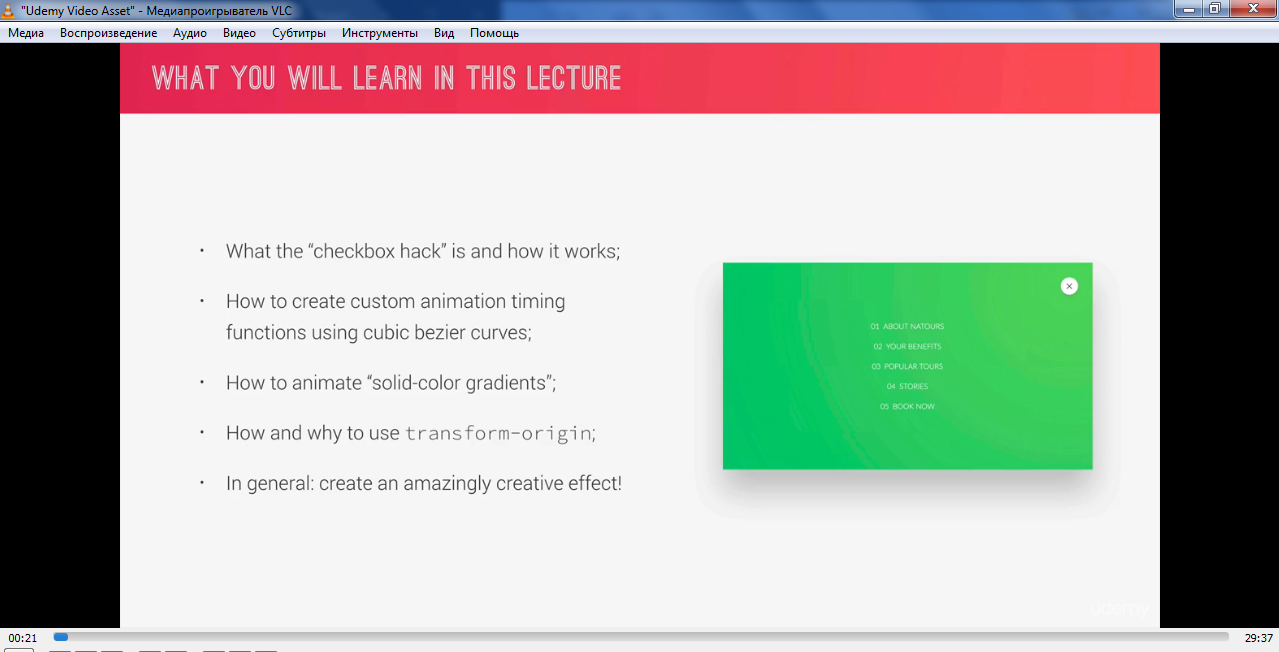 "Udemy Video Asset" - Медиапроигрыватель VLC
Медиа Воспроизведение Аудио Видео Субтитры Инструменты Вид Помощь
WHAT YOU WILL LEARN IN THIS LECTURE
• What the “checkbox hack” is and how it works;
• How to create custom animation timing
functions using cubic bezier curves;
• How to animate “solid-color gradients”;
• How and why to use transform-origin;
• In general: create an amazingly creative effect!
01 ABOUT NATOURS
02 YOUR BENEFITS
03 POPULAR TOURS
04 STORIES
05 BOOK NOW
udemy
00:21 29:37